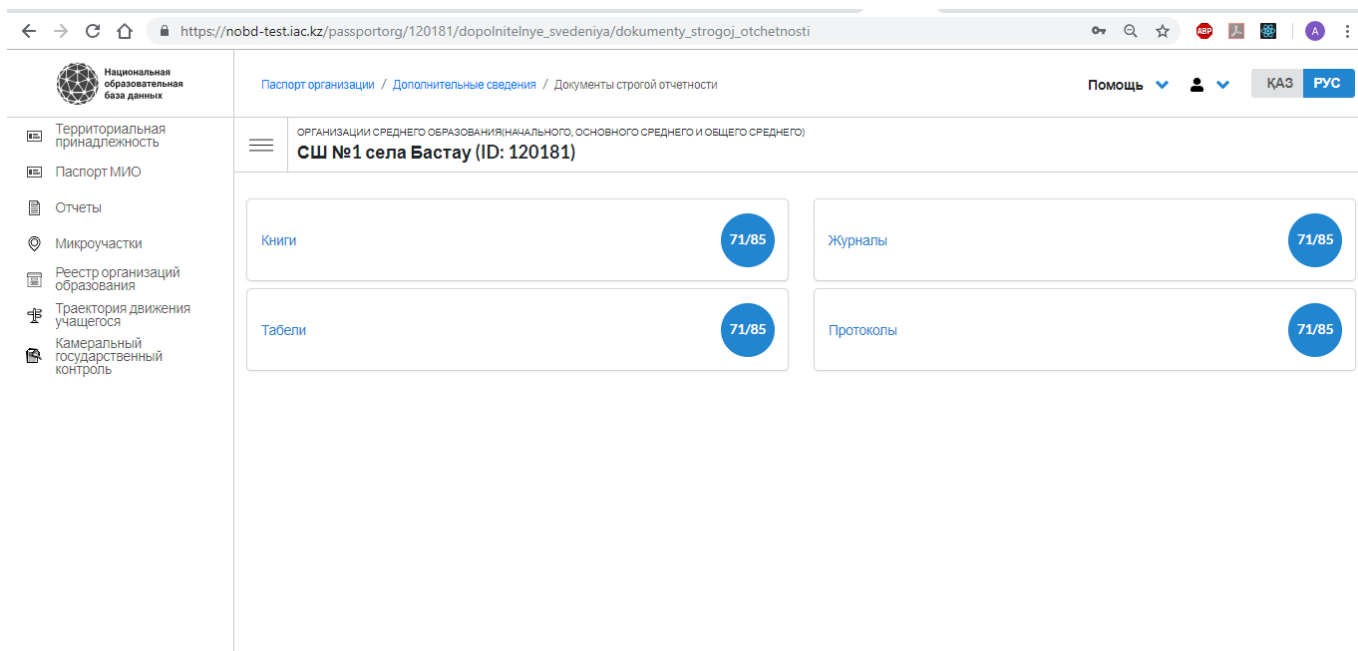 https://nobd-test.iac.kz/passportorg/120181/dopolnitelnye_svedeniya/dokumenty_strogoj_otchetnosti
ABP
A
Национальная
образовательная
база данных
Паспорт организации / Дополнительные сведения / Документы строгой отчетности
Помощь
ҚАЗ РУС
Территориальная
принадлежность
Паспорт МИО
Отчеты
Микроучастки
Реестр организаций
образования
Траектория движения
учащегося
Камеральный
государственный
контроль
ОРГАНИЗАЦИИ СРЕДНЕГО ОБРАЗОВАНИЯ(НАЧАЛЬНОГО, ОСНОВНОГО СРЕДНЕГО И ОБЩЕГО СРЕДНЕГО)
СШ №1 села Бастау (ID: 120181)
Книги 71/85
Журналы 71/85
Табели 71/85
Протоколы 71/85